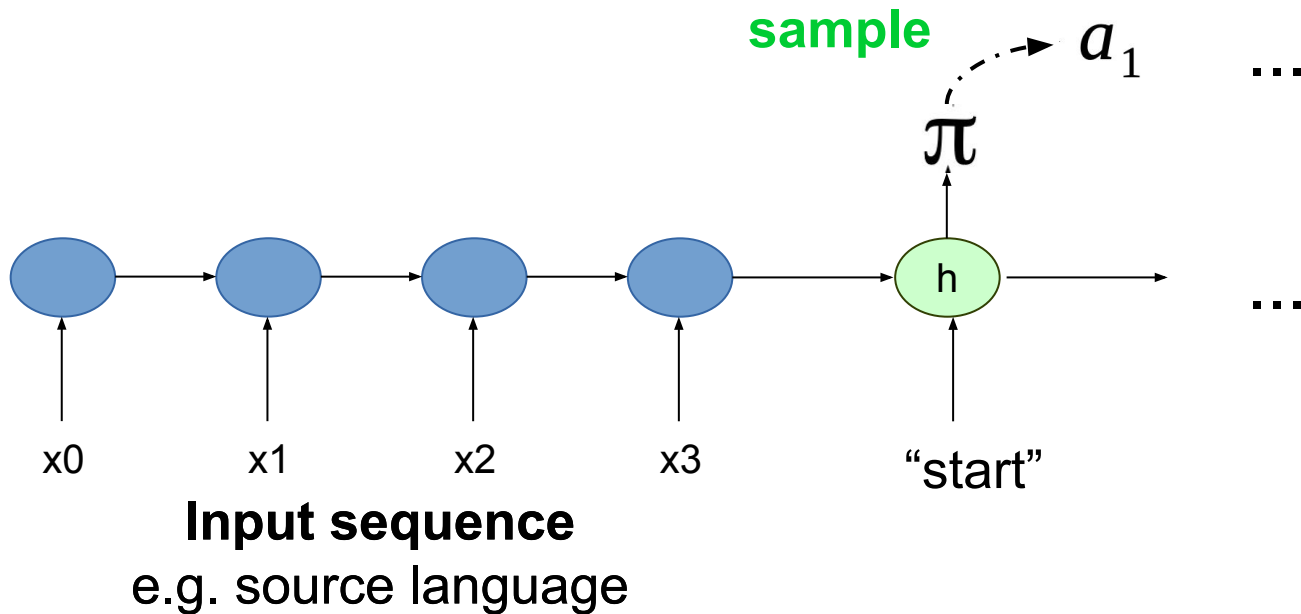 sample
a₁
...
π
h
...
x0 x1 x2 x3 “start”
Input sequence
e.g. source language